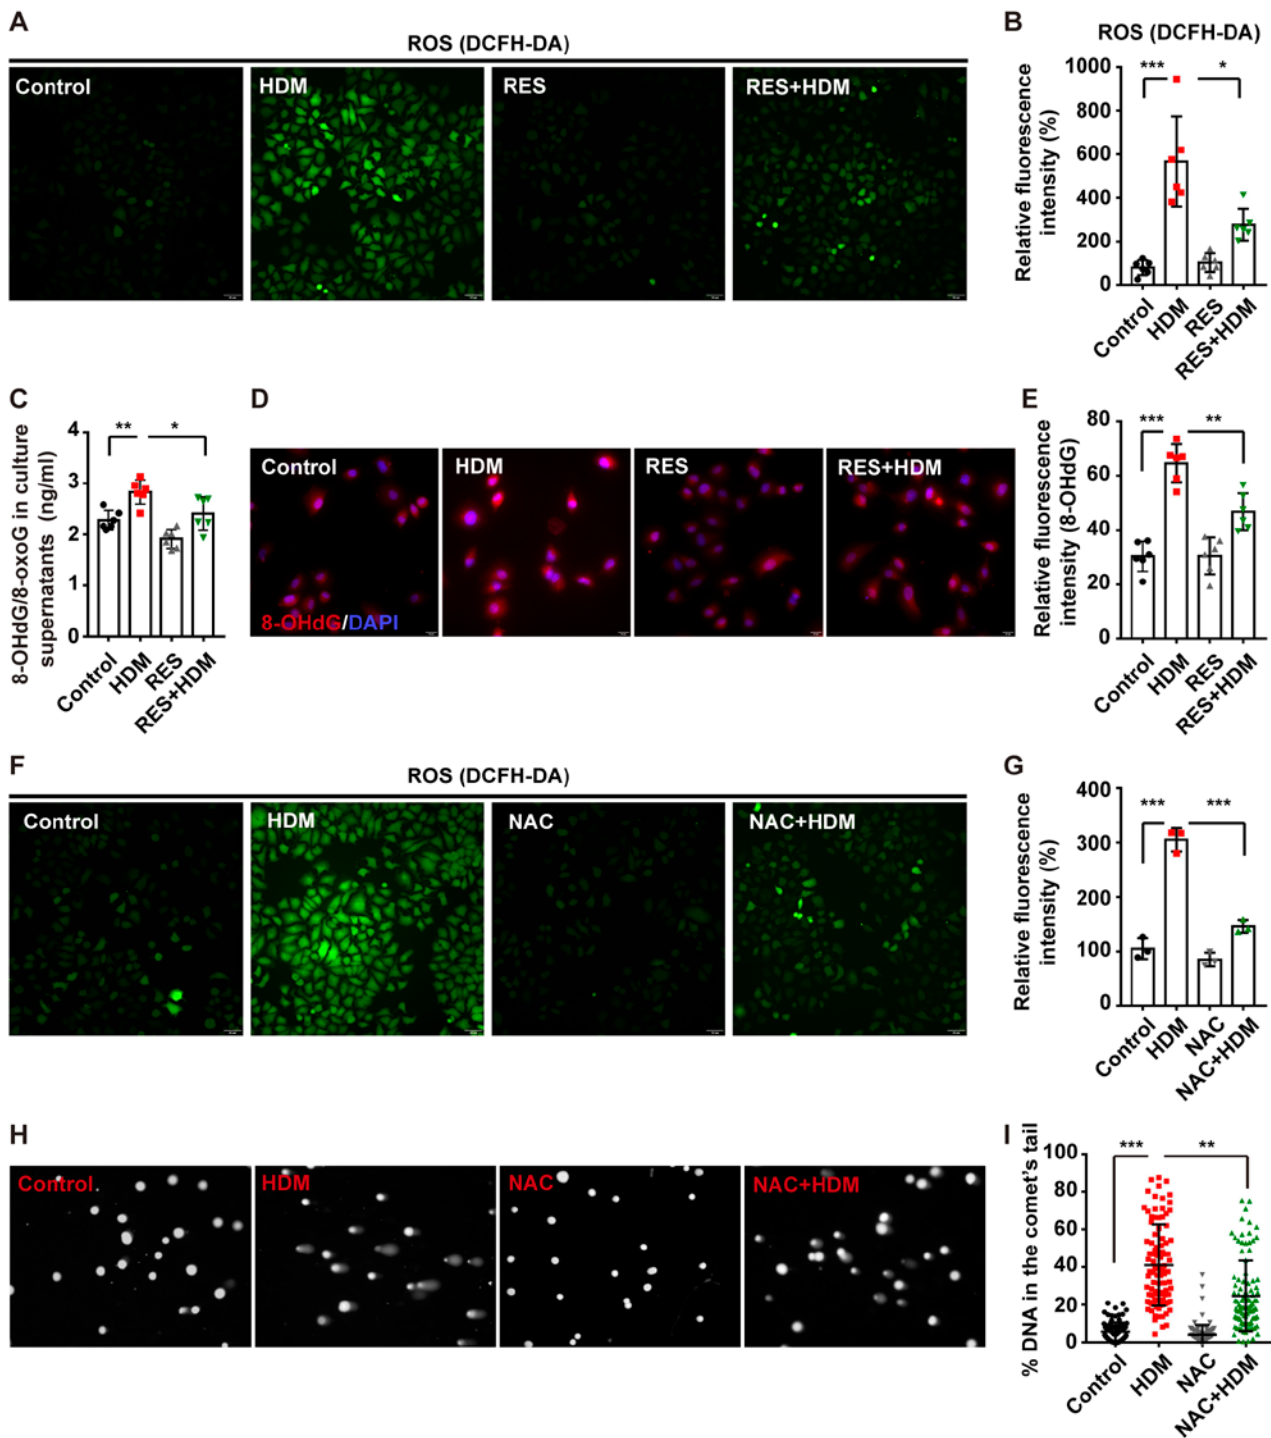 A
ROS (DCFH-DA)
Control
HDM
RES
RES+HDM
B
ROS (DCFH-DA)
Relative fluorescence
intensity (%)
1000
800
600
400
200
0
***
*
Control
HDM
RES
RES+HDM
C
8-OHdG/8-oxoG in culture
supernatants (ng/ml)
4
3
2
1
0
**
*
Control
HDM
RES
RES+HDM
D
Control
HDM
RES
RES+HDM
8-OHdG/DAPI
E
Relative fluorescence
intensity (8-OHdG)
80
60
40
20
0
***
**
Control
HDM
RES
RES+HDM
F
ROS (DCFH-DA)
Control
HDM
NAC
NAC+HDM
G
Relative fluorescence
intensity (%)
400
300
200
100
0
***
***
Control
HDM
NAC
NAC+HDM
H
Control
HDM
NAC
NAC+HDM
I
% DNA in the comet's tail
100
80
60
40
20
0
***
**
Control
HDM
NAC
NAC+HDM